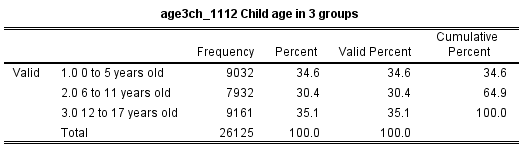 age3ch_1112 Child age in 3 groups
Frequency Percent Valid Percent Cumulative Percent
Valid 1.0 0 to 5 years old 9032 34.6 34.6 34.6
2.0 6 to 11 years old 7932 30.4 30.4 64.9
3.0 12 to 17 years old 9161 35.1 35.1 100.0
Total 26125 100.0 100.0